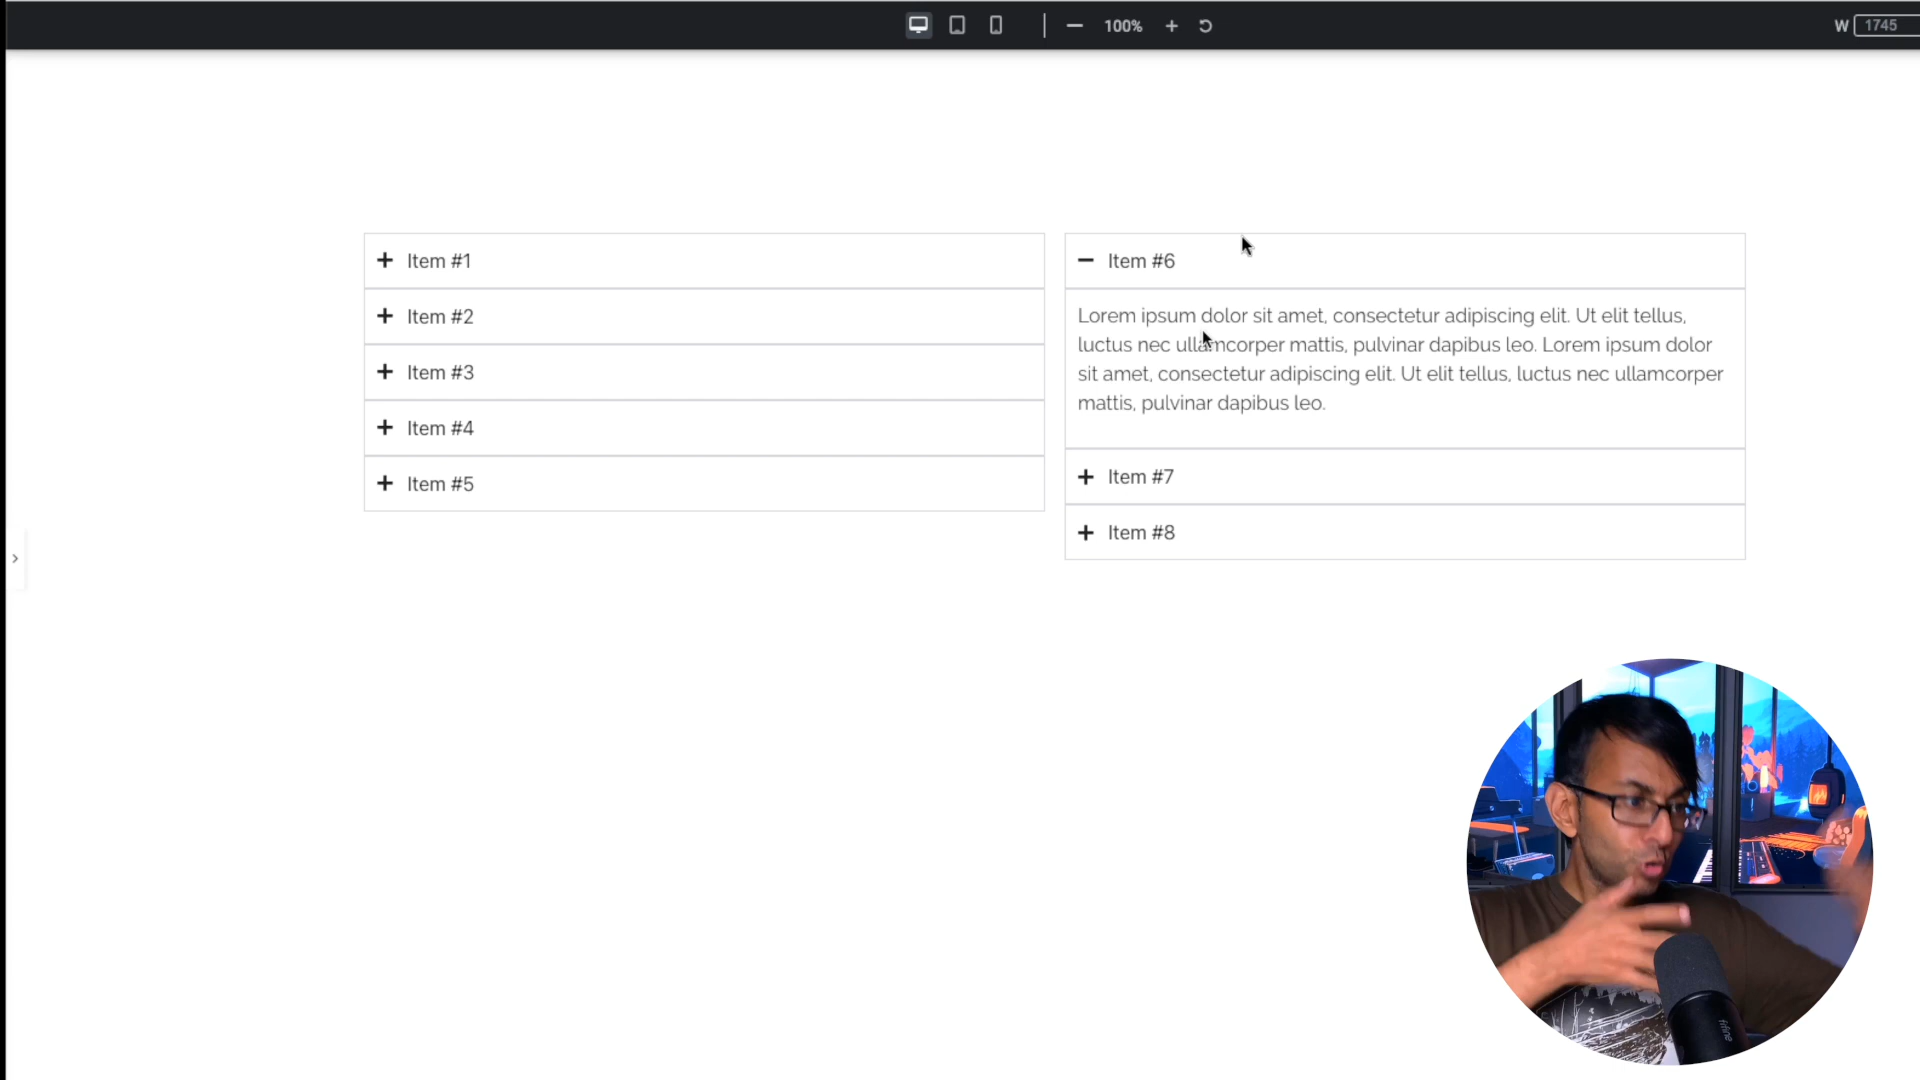 100%
W 1745
Item #1
Item #2
Item #3
Item #4
Item #5
Item #6
Lorem ipsum dolor sit amet, consectetur adipiscing elit. Ut elit tellus,
luctus nec ullamcorper mattis, pulvinar dapibus leo. Lorem ipsum dolor
sit amet, consectetur adipiscing elit. Ut elit tellus, luctus nec ullamcorper
mattis, pulvinar dapibus leo.
Item #7
Item #8
fifine